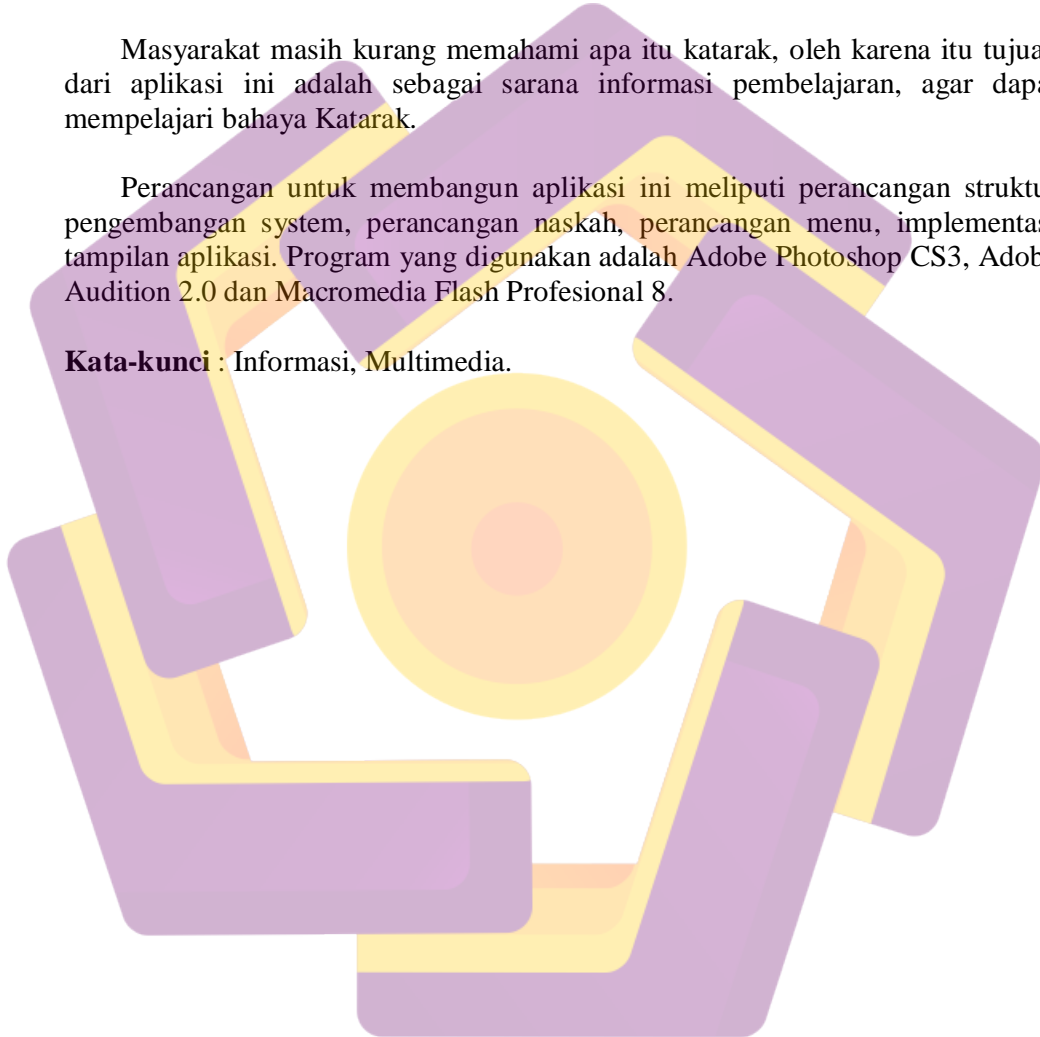 Masyarakat masih kurang memahami apa itu katarak, oleh karena itu tujua
dari aplikasi ini adalah sebagai sarana informasi pembelajaran, agar dapa
mempelajari bahaya Katarak.
Perancangan untuk membangun aplikasi ini meliputi perancangan struktu
pengembangan system, perancangan naskah, perancangan menu, implementas
tampilan aplikasi. Program yang digunakan adalah Adobe Photoshop CS3, Adob
Audition 2.0 dan Macromedia Flash Profesional 8.
Kata-kunci : Informasi, Multimedia.